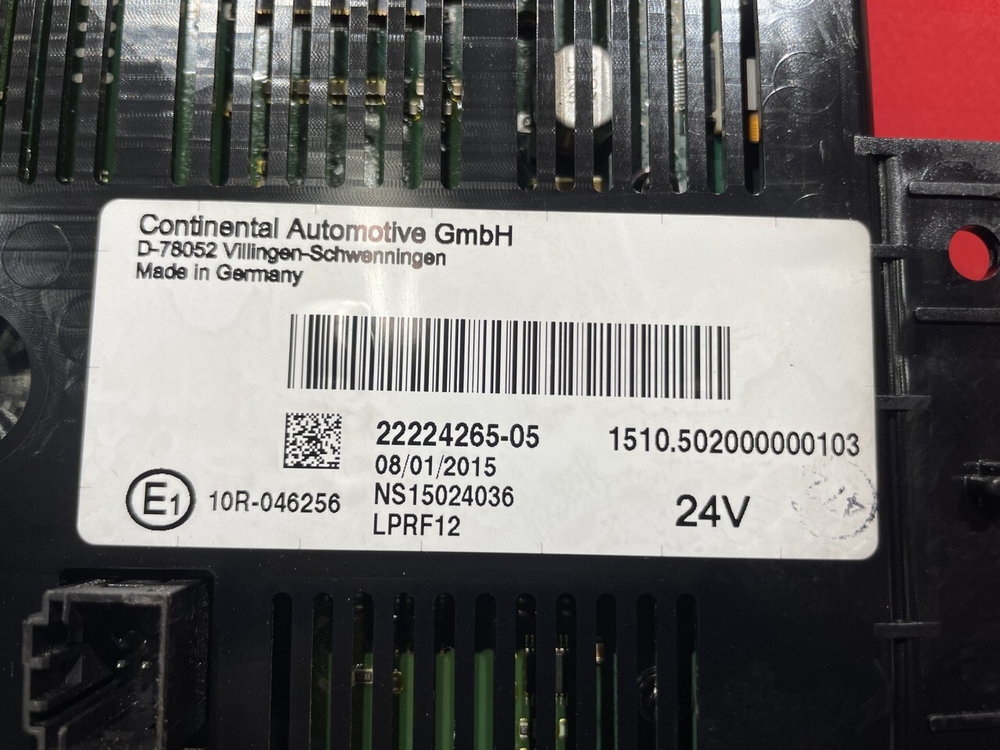 Continental Automotive GmbH
D-78052 Villingen-Schwenningen
Made in Germany
22224265-05
1510.502000000103
08/01/2015
E1
10R-046256
NS15024036
24V
LPRF12